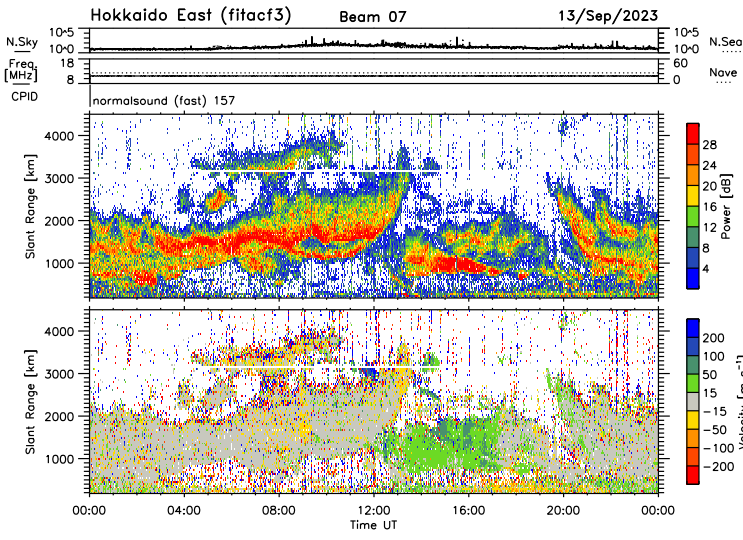 Hokkaido East (fitacf3) Beam 07 13/Sep/2023
N.Sky 10^5 10^0 10^5 10^0 N.Sea
Freq. [MHz] 18 8 60 0 Nave
CPID normalsound (fast) 157
Slant Range [km] 4000 3000 2000 1000
Power [dB] 28 24 20 16 12 8 4
Slant Range [km] 4000 3000 2000 1000
Velocity [m s⁻¹] 200 100 50 15 -15 -50 -100 -200
00:00 04:00 08:00 12:00 16:00 20:00 00:00
Time UT